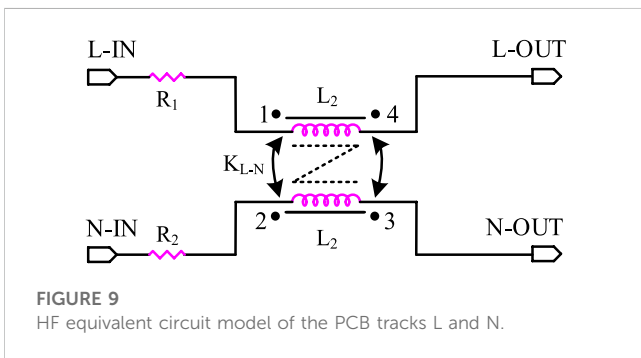 L-IN
L-OUT
R1
L2
1
4
KL-N
2
3
L2
N-IN
R2
N-OUT
FIGURE 9
HF equivalent circuit model of the PCB tracks L and N.